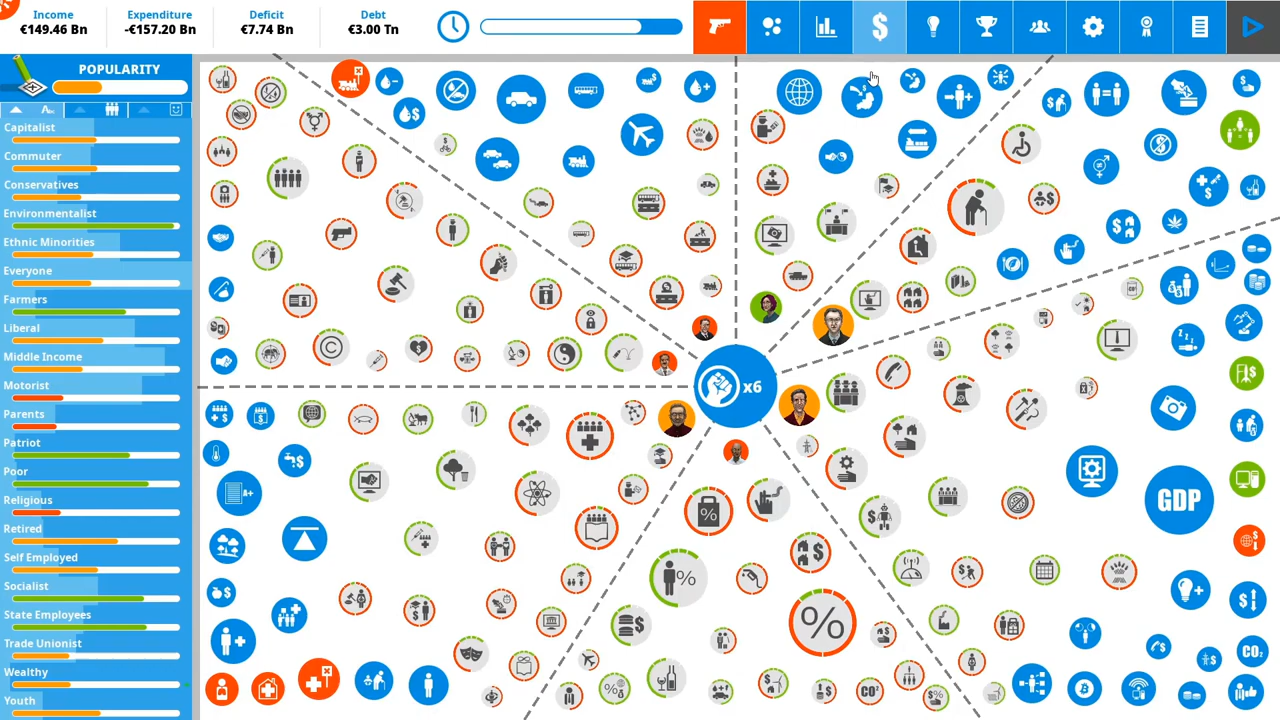 Income
€149.46 Bn
Expenditure
-€157.20 Bn
Deficit
€7.74 Bn
Debt
€3.00 Tn
POPULARITY
Capitalist
Commuter
Conservatives
Environmentalist
Ethnic Minorities
Everyone
Farmers
Liberal
Middle Income
Motorist
Parents
Patriot
Poor
Religious
Retired
Self Employed
Socialist
State Employees
Trade Unionist
Wealthy
Youth
x6
GDP
CO²
CO²
A+